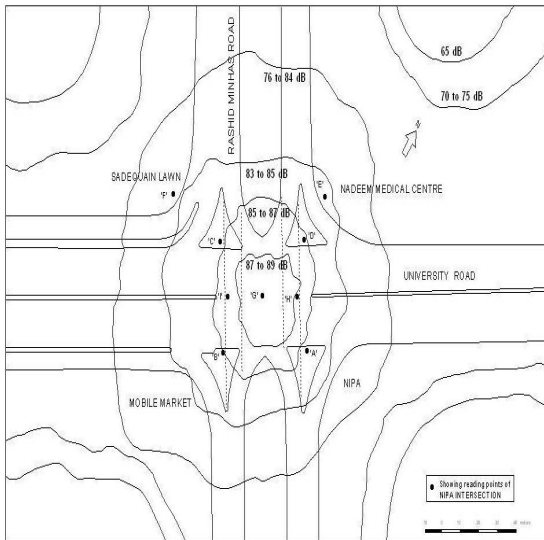 65 dB
76 to 84 dB
70 to 75 dB
RASHID MINHAS ROAD
83 to 85 dB
SADEQUAIN LAWN
'F'
'E'
NADEEM MEDICAL CENTRE
85 to 87 dB
'C'
'D'
87 to 89 dB
UNIVERSITY ROAD
'I'
'G'
'H'
'B'
'A'
NIPA
MOBILE MARKET
Showing reading points of
NIPA INTERSECTION